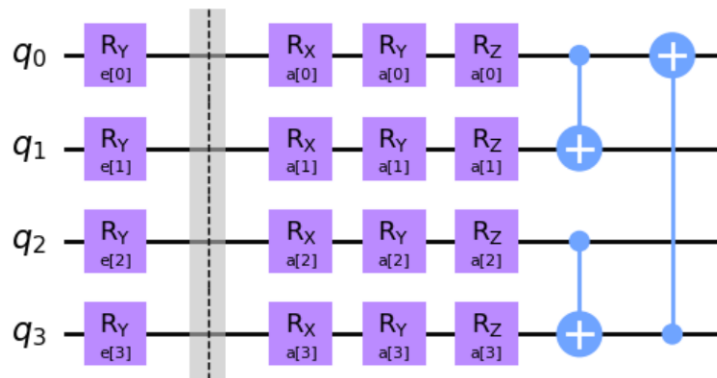 q0 RY e[0] RX a[0] RY a[0] RZ a[0]
q1 RY e[1] RX a[1] RY a[1] RZ a[1]
q2 RY e[2] RX a[2] RY a[2] RZ a[2]
q3 RY e[3] RX a[3] RY a[3] RZ a[3]